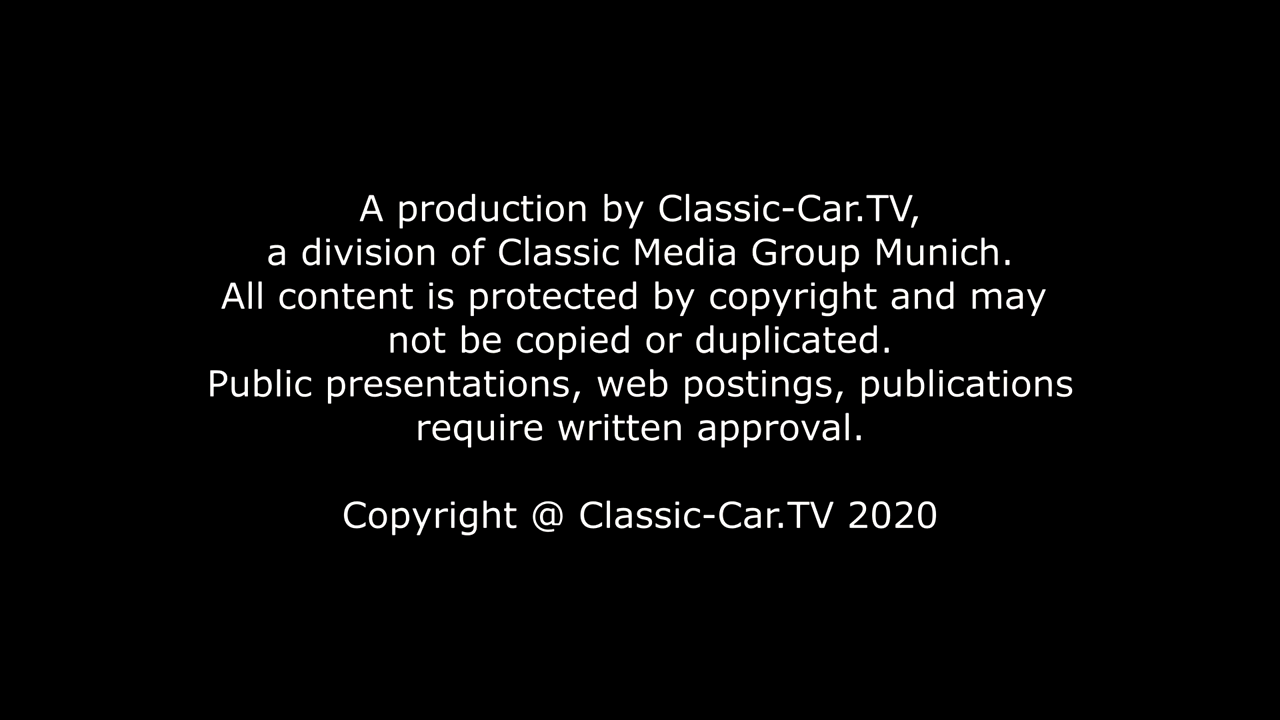 A production by Classic-Car.TV,
a division of Classic Media Group Munich.
All content is protected by copyright and may
not be copied or duplicated.
Public presentations, web postings, publications
require written approval.
Copyright @ Classic-Car.TV 2020